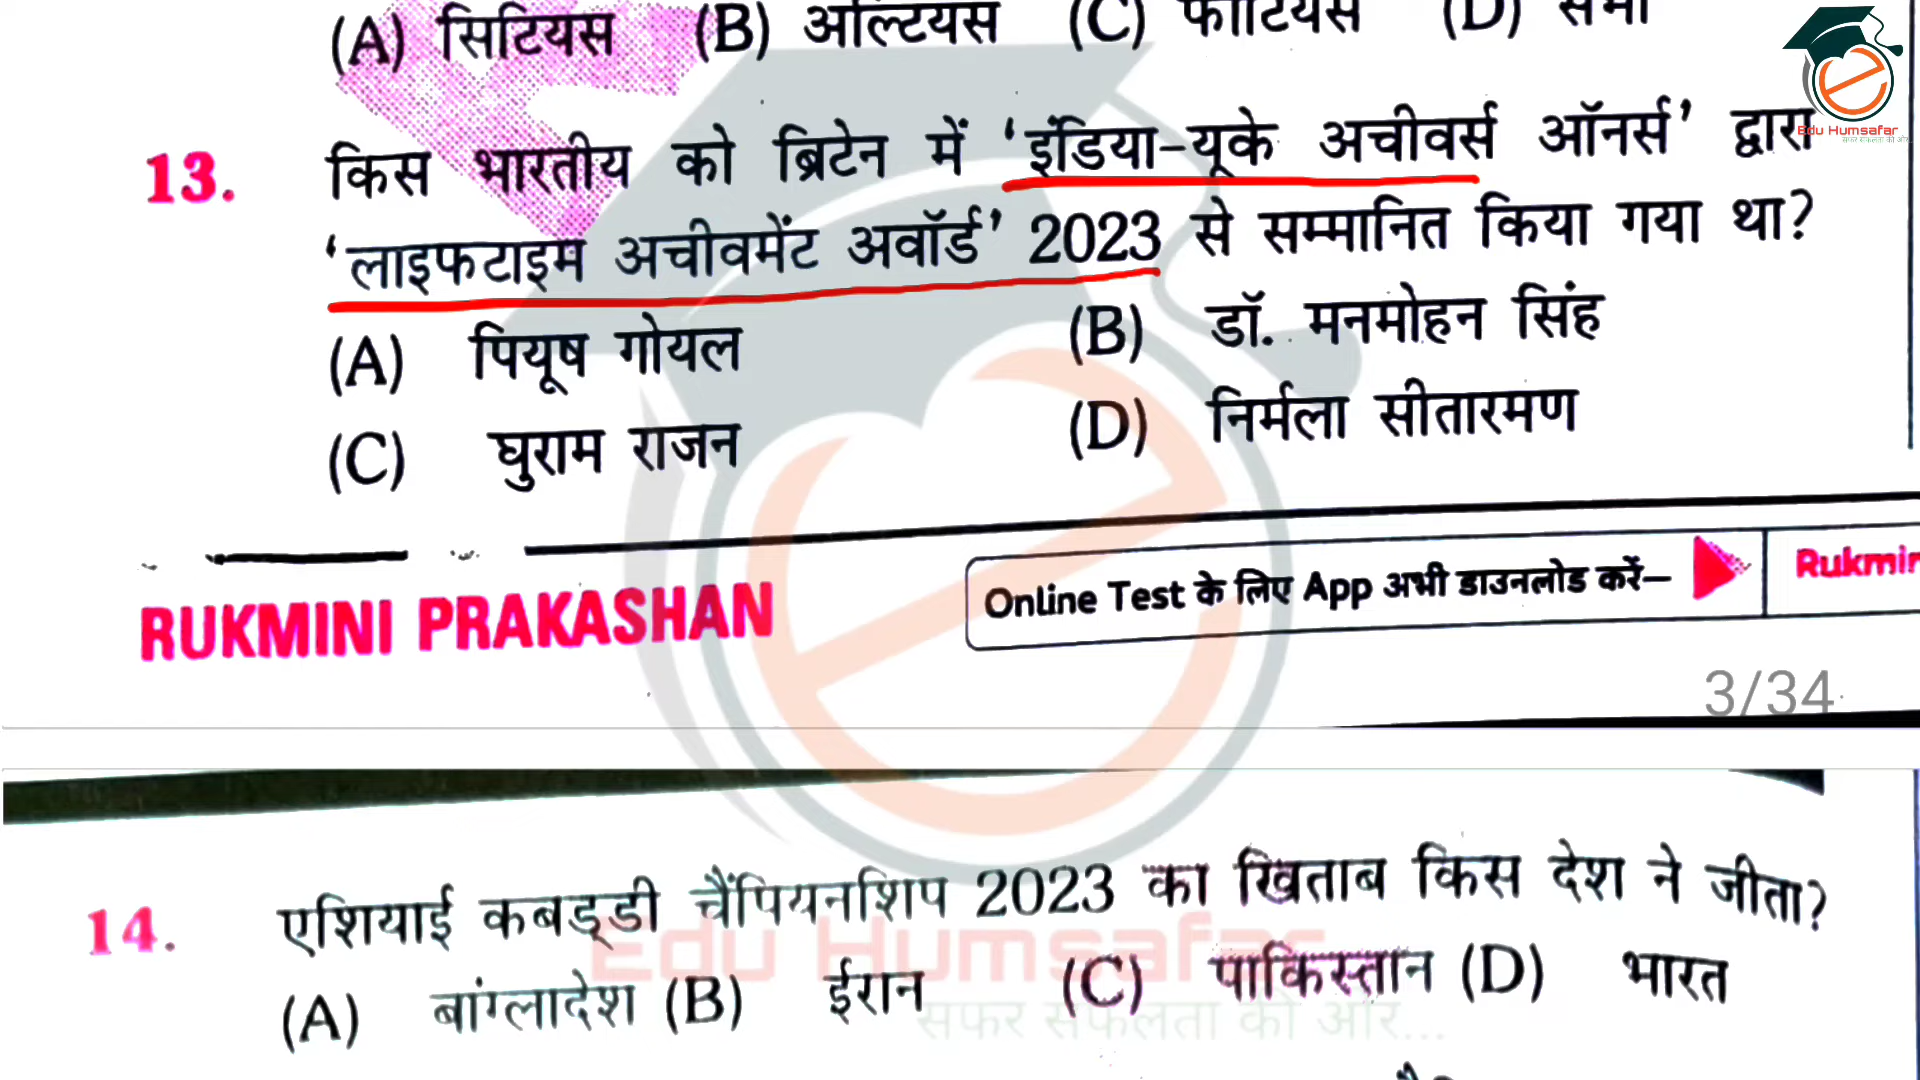 (A) सिटियस (B) अल्टियस (C) फोर्टियस (D) सभी
Edu Humsafar
13. किस भारतीय को ब्रिटेन में ‘इंडिया-यूके अचीवर्स ऑनर्स’ द्वारा
‘लाइफटाइम अचीवमेंट अवॉर्ड’ 2023 से सम्मानित किया गया था?
(A) पियूष गोयल (B) डॉ. मनमोहन सिंह
(C) घुराम राजन (D) निर्मला सीतारमण
RUKMINI PRAKASHAN Online Test के लिए App अभी डाउनलोड करें– Rukmin
3/34
14. एशियाई कबड्डी चैंपियनशिप 2023 का खिताब किस देश ने जीता?
Edu Humsafar
(A) बांग्लादेश (B) ईरान (C) पाकिस्तान (D) भारत
सफर सफलता की ओर...